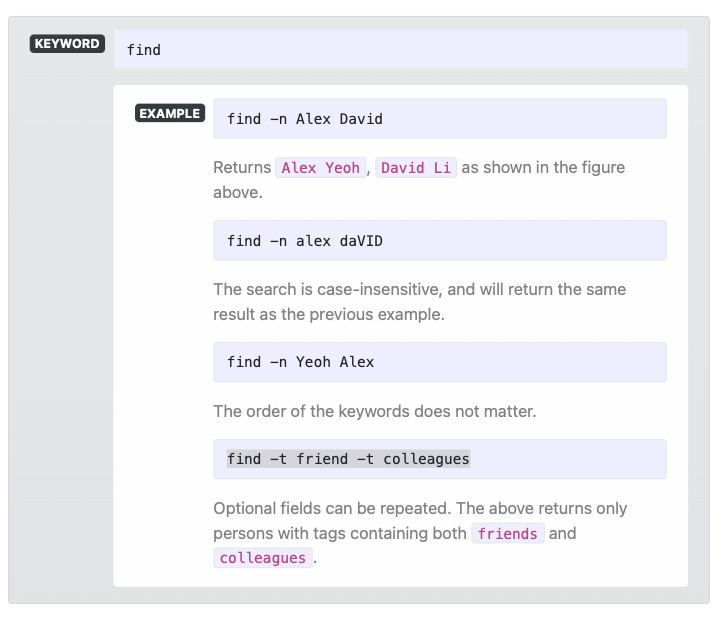 KEYWORD
find
EXAMPLE
find -n Alex David
Returns Alex Yeoh, David Li as shown in the figure
above.
find -n alex daVID
The search is case-insensitive, and will return the same
result as the previous example.
find -n Yeoh Alex
The order of the keywords does not matter.
find -t friend -t colleagues
Optional fields can be repeated. The above returns only
persons with tags containing both friends and
colleagues.